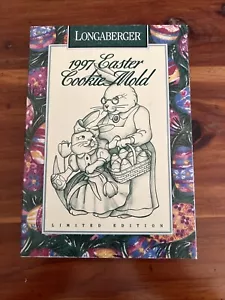 LONGABERGER®
1997 Easter
Cookie Mold
LIMITED EDITION